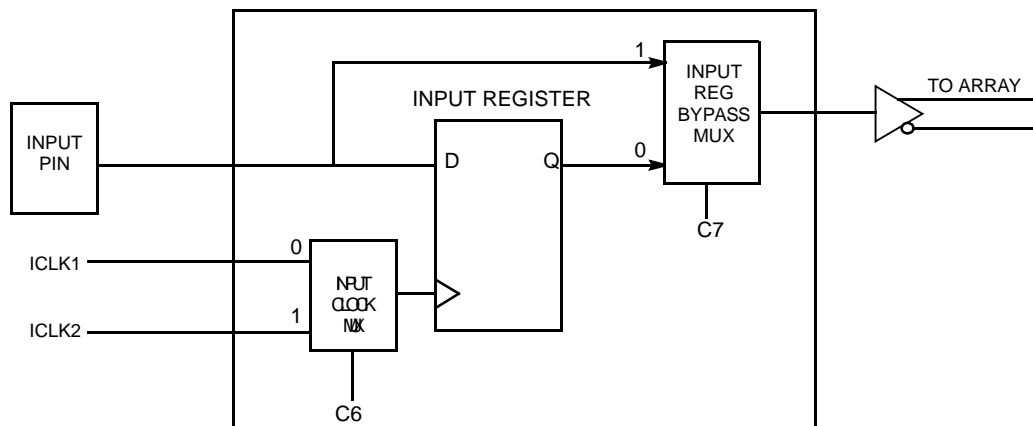 1
INPUT
REG
BYPASS
MUX
TO ARRAY
INPUT REGISTER
INPUT
PIN
D
Q
0
C7
ICLK1
0
INPUT
CLOCK
MUX
ICLK2
1
C6